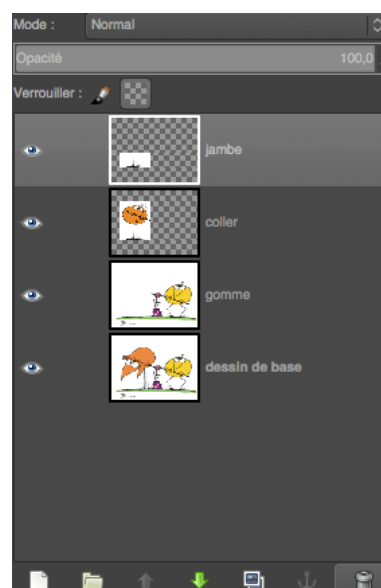 Mode : Normal
Opacité 100,0
Verrouiller :
jambe
coller
gomme
dessin de base